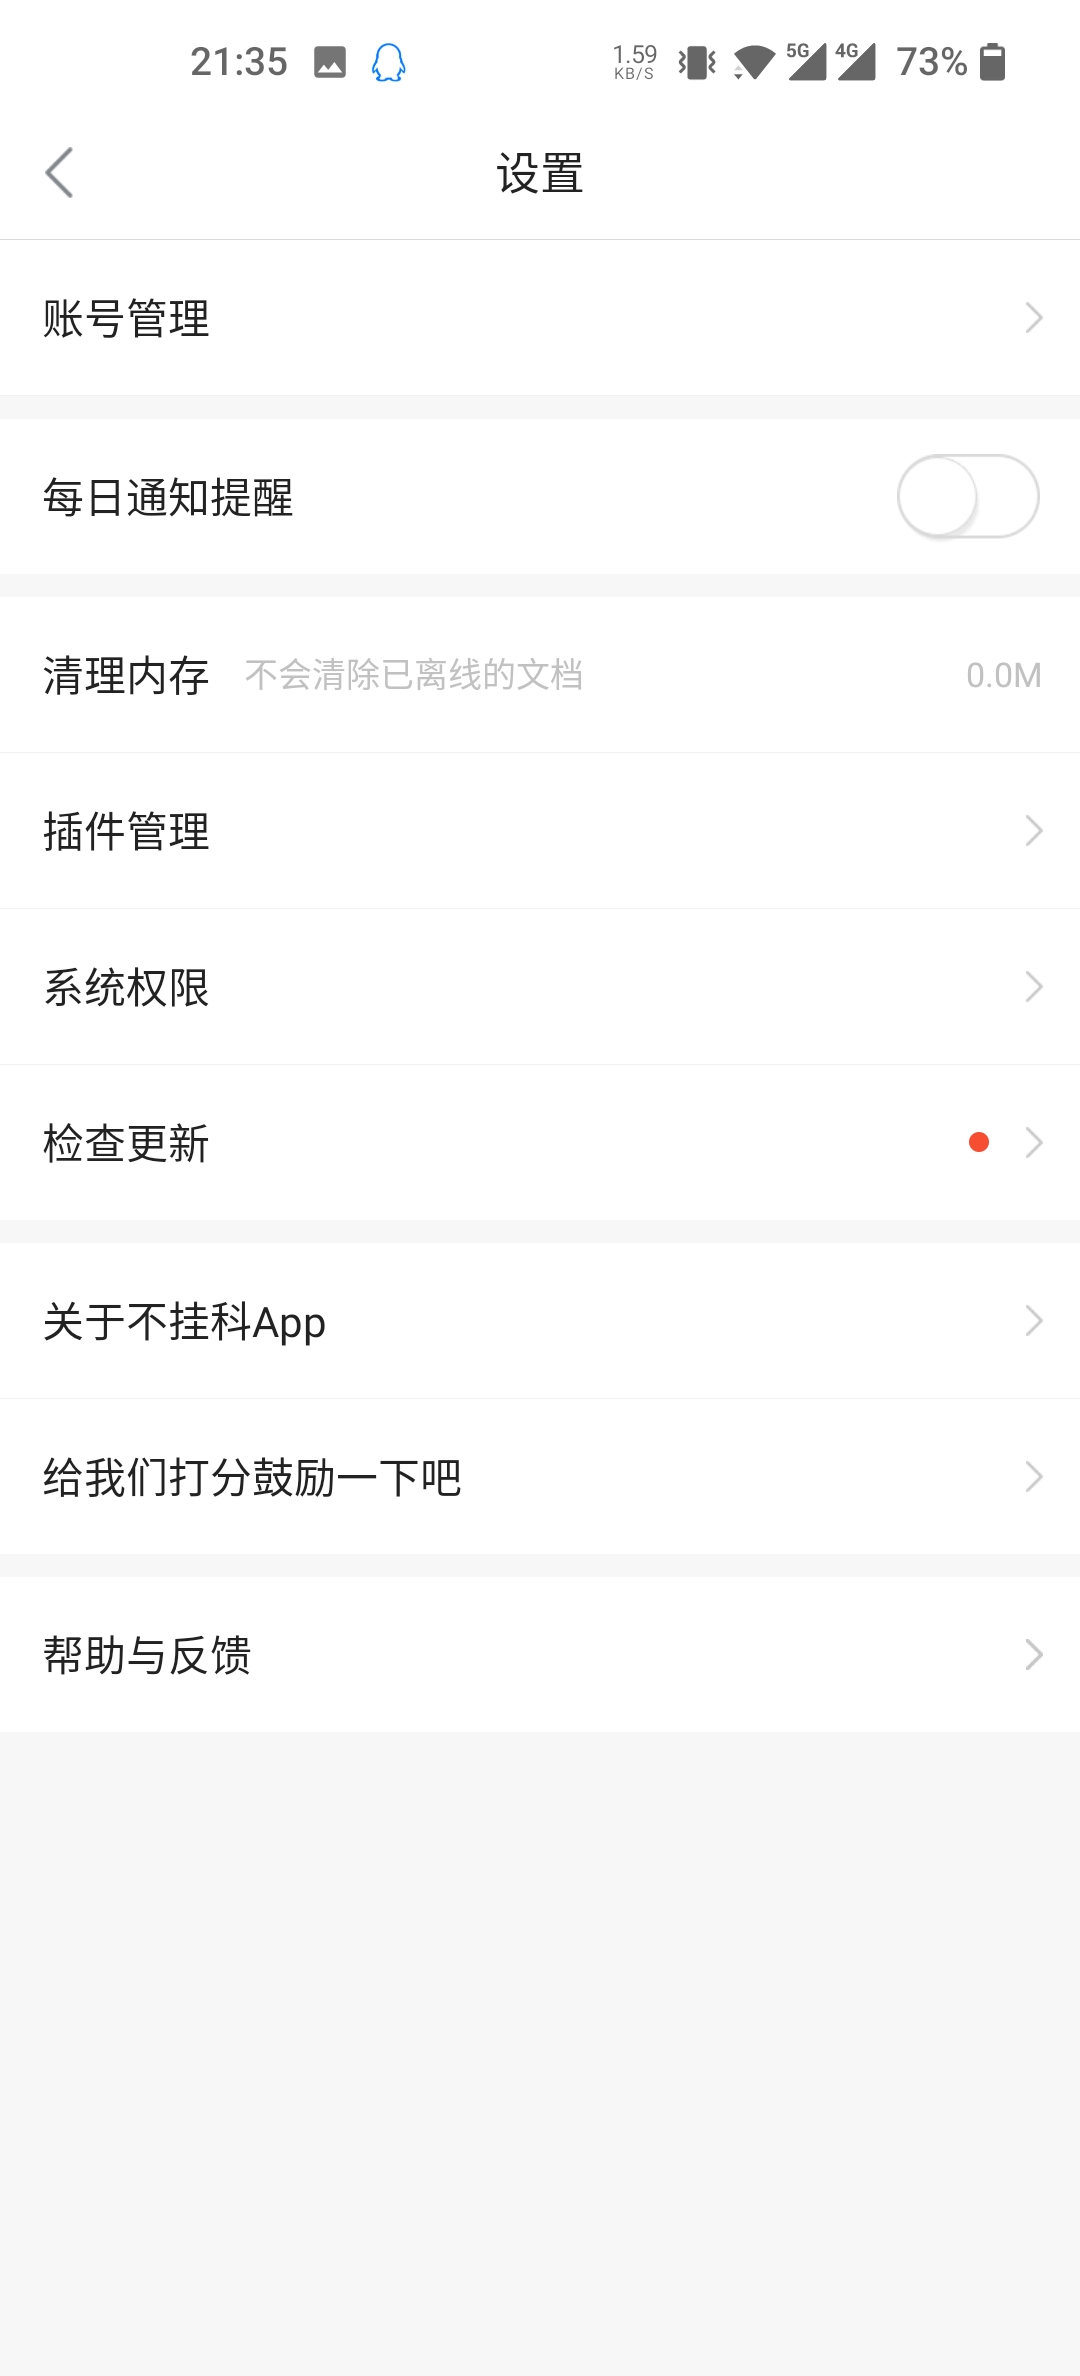 21:35 1.59 KB/S 5G 4G 73%
设置
账号管理
每日通知提醒
清理内存 不会清除已离线的文档 0.0M
插件管理
系统权限
检查更新
关于不挂科App
给我们打分鼓励一下吧
帮助与反馈